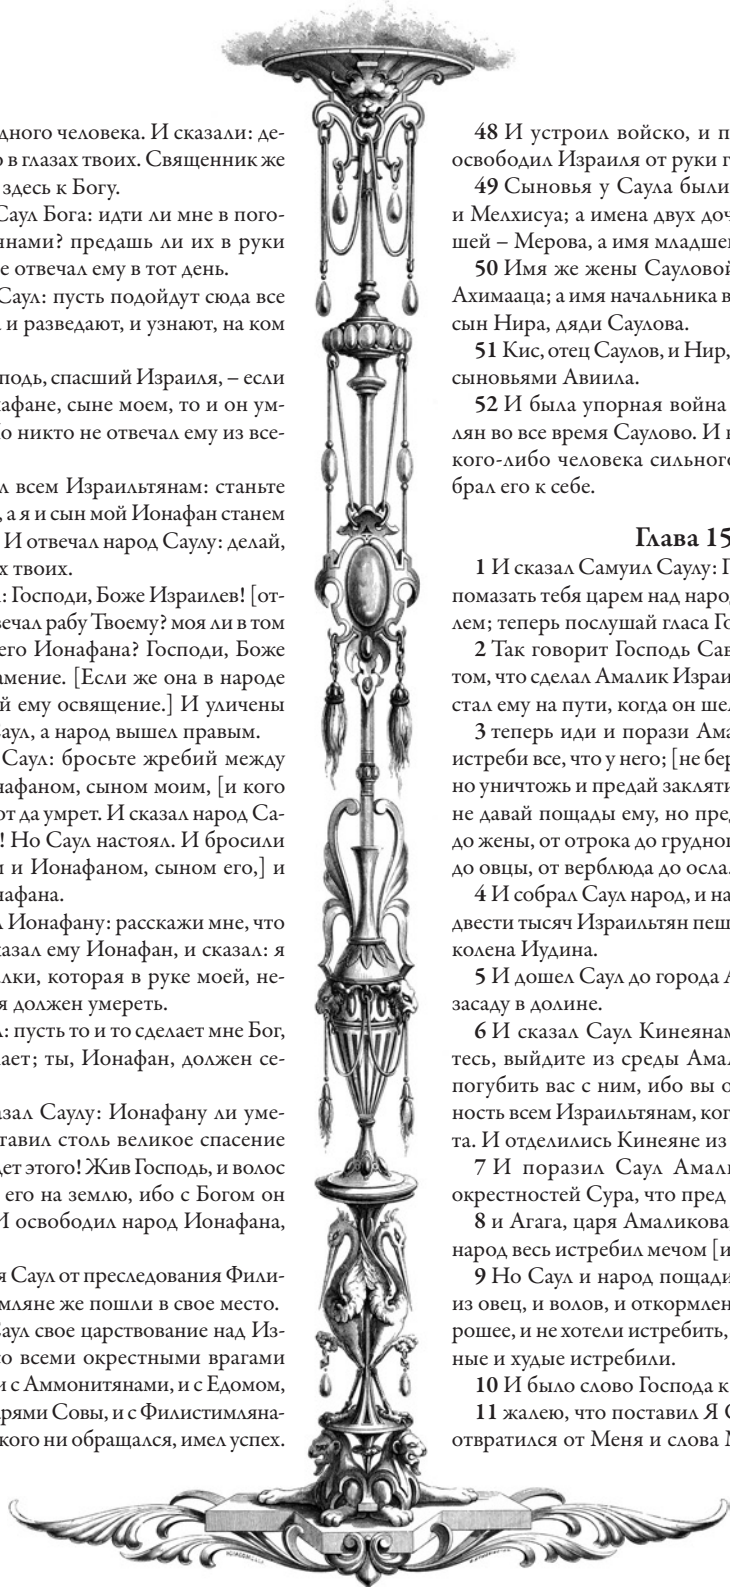 дного человека. И сказали: де-
в глазах твоих. Священник же
здесь к Богу.
Саул Бога: идти ли мне в пого-
нами? предашь ли их в руки
е отвечал ему в тот день.
Саул: пусть подойдут сюда все
и разведают, и узнают, на ком
подь, спасший Израиля, – если
афане, сыне моем, то и он ум-
о никто не отвечал ему из все-
л всем Израильтянам: станьте
, а я и сын мой Ионафан станем
И отвечал народ Саулу: делай,
х твоих.
: Господи, Боже Израилев! [от-
вечал рабу Твоему? моя ли в том
его Ионафана? Господи, Боже
амение. [Если же она в народе
й ему освящение.] И уличены
Саул, а народ вышел правым.
Саул: бросьте жребий между
нафаном, сыном моим, [и кого
от да умрет. И сказал народ Са-
! Но Саул настоял. И бросили
и и Ионафаном, сыном его,] и
нафана.
л Ионафану: расскажи мне, что
казал ему Ионафан, и сказал: я
лки, которая в руке моей, не-
я должен умереть.
л: пусть то и то сделает мне Бог,
ает; ты, Ионафан, должен се-
азал Саулу: Ионафану ли уме-
тавил столь великое спасение
дет этого! Жив Господь, и волос
его на землю, ибо с Богом он
И освободил народ Ионафана,
я Саул от преследования Фили-
мляне же пошли в свое место.
Саул свое царствование над Из-
о всеми окрестными врагами
и с Аммонитянами, и с Едомом,
рями Совы, и с Филистимляна-
кого ни обращался, имел успех.
48 И устроил войско, и п
освободил Израиля от руки г
49 Сыновья у Саула были
и Мелхисуа; а имена двух доч
шей – Мерова, а имя младше
50 Имя же жены Сауловой
Ахимааца; а имя начальника в
сын Нира, дяди Саулова.
51 Кис, отец Саулов, и Нир,
сыновьями Авиила.
52 И была упорная война
лян во все время Саулово. И
кого-либо человека сильного
брал его к себе.
Глава 15
1 И сказал Самуил Саулу: Г
помазать тебя царем над народ
лем; теперь послушай гласа Го
2 Так говорит Господь Сав
том, что сделал Амалик Израи
стал ему на пути, когда он шел
3 теперь иди и порази Ама
истреби все, что у него; [не бер
но уничтожь и предай закляти
не давай пощады ему, но пред
до жены, от отрока до грудног
до овцы, от верблюда до осла.
4 И собрал Саул народ, и на
двести тысяч Израильтян пеш
колена Иудина.
5 И дошел Саул до города А
засаду в долине.
6 И сказал Саул Кинеянам
тесь, выйдите из среды Амал
погубить вас с ним, ибо вы о
ность всем Израильтянам, ког
та. И отделились Кинеяне из
7 И поразил Саул Амали
окрестностей Сура, что пред
8 и Агага, царя Амаликова
народ весь истребил мечом [и
9 Но Саул и народ пощади
из овец, и волов, и откормлен
рошее, и не хотели истребить,
ные и худые истребили.
10 И было слово Господа к
11 жалею, что поставил Я С
отвратился от Меня и слова М